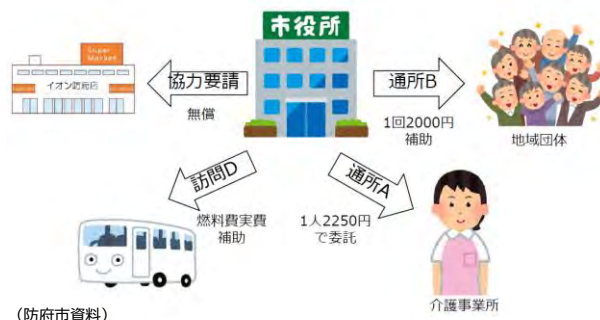 市役所
Super
Market
イオン防府店
協力要請
無償
通所B
1回2000円
補助
地域団体
訪問D
燃料費実費
補助
通所A
1人2250円
で委託
介護事業所
（防府市資料）